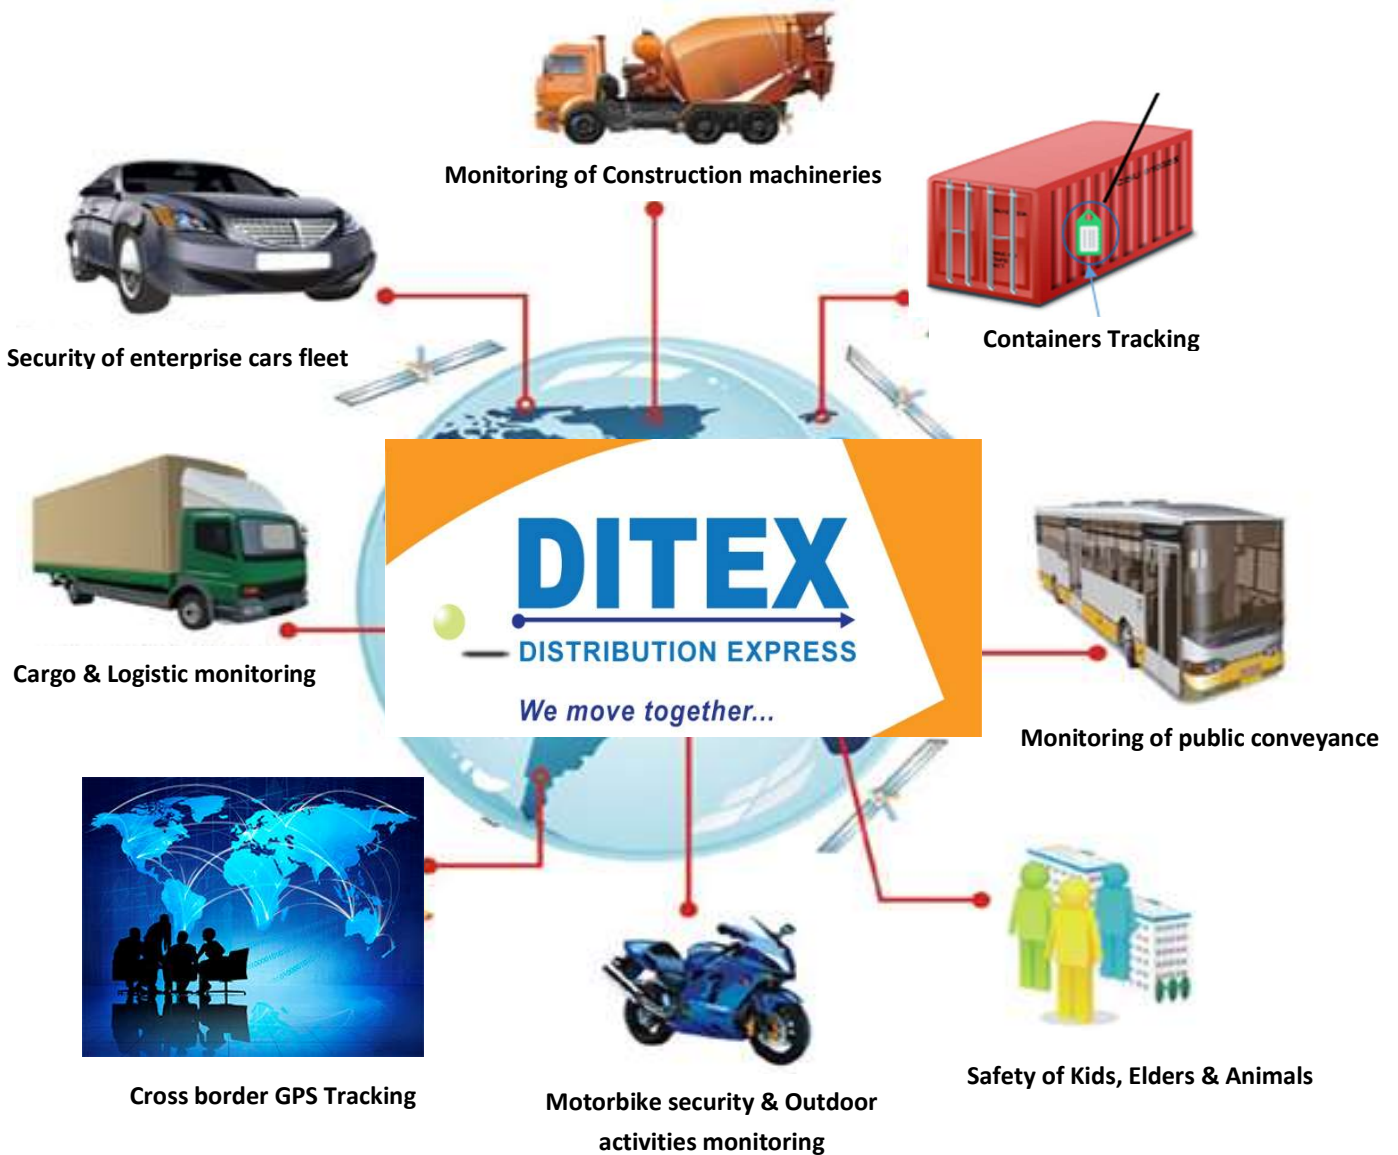 Monitoring of Construction machineries
Security of enterprise cars fleet
Containers Tracking
DITEX
DISTRIBUTION EXPRESS
We move together...
Cargo & Logistic monitoring
Monitoring of public conveyance
Cross border GPS Tracking
Motorbike security & Outdoor
activities monitoring
Safety of Kids, Elders & Animals